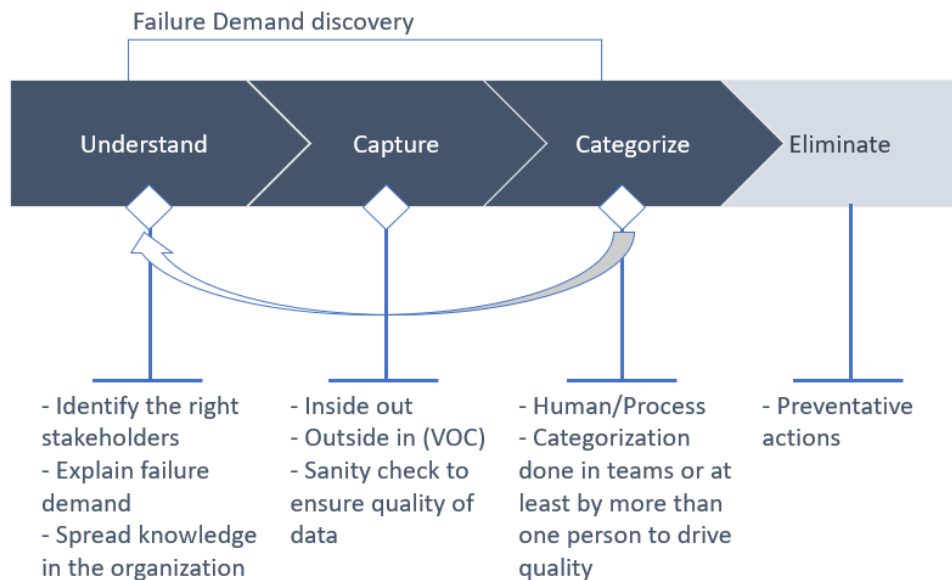 Failure Demand discovery
Understand
Capture
Categorize
Eliminate
- Identify the right
stakeholders
- Explain failure
demand
- Spread knowledge
in the organization
- Inside out
- Outside in (VOC)
- Sanity check to
ensure quality of
data
- Human/Process
- Categorization
done in teams or at
least by more than
one person to drive
quality
- Preventative
actions